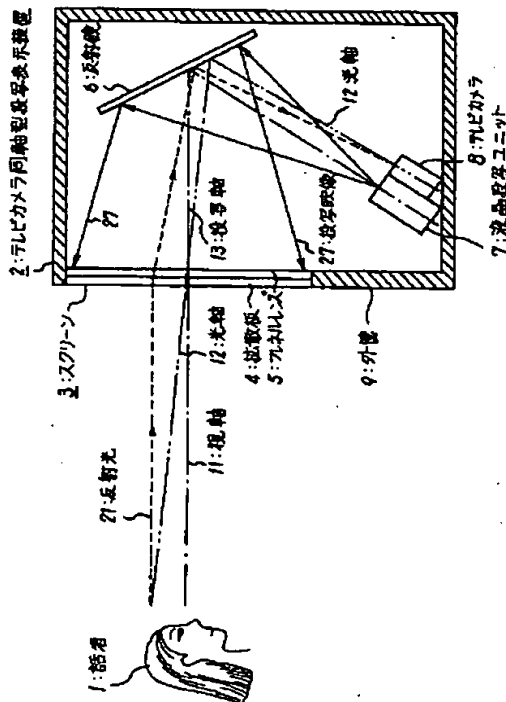 2:テレビカメラ同軸型投写表示装置
3:スクリーン
6:反射鏡
27
13:投写軸
12:光軸
27:投写映像
8:テレビカメラ
7:液晶投写ユニット
12:光軸
4:拡散板
5:フレネルレンズ
9:外筐
11:視軸
21:反射光
1:話者